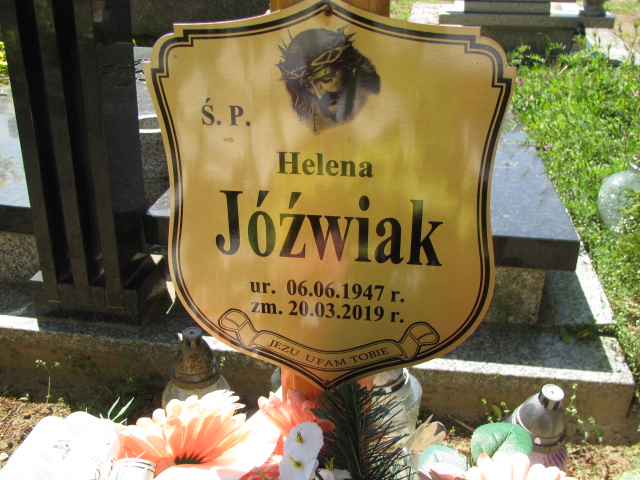 Ś. P.
Helena
Jóźwiak
ur. 06.06.1947 r.
zm. 20.03.2019 r.
JEZU UFAM TOBIE